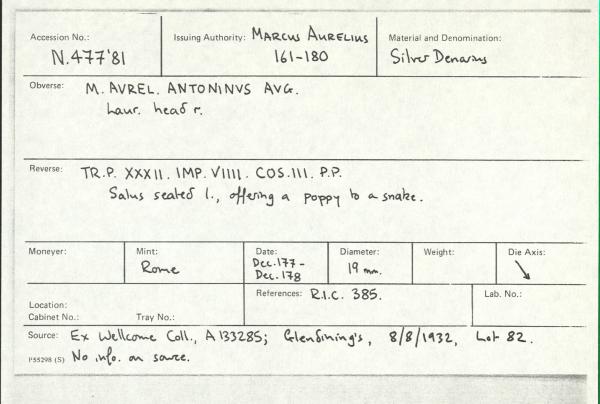 Accession No.: Issuing Authority: MARCUS AURELIUS Material and Denomination:
N.477'81 161-180 Silver Denarius
Obverse: M. AVREL. ANTONINVS AVG.
Laur. head r.
Reverse: TR.P. XXXII. IMP. VIIII. COS. III. P.P.
Salus seated l., offering a poppy to a snake.
Moneyer: Mint: Date: Diameter: Weight: Die Axis:
Rome Dec. 177 - 19 mm.
Dec. 178
References: R.I.C. 385. Lab. No.:
Location:
Cabinet No.: Tray No.:
Source: Ex Wellcome Coll., A 133285; Glendining's, 8/8/1932, Lot 82.
P55298 (S) No info. on source.